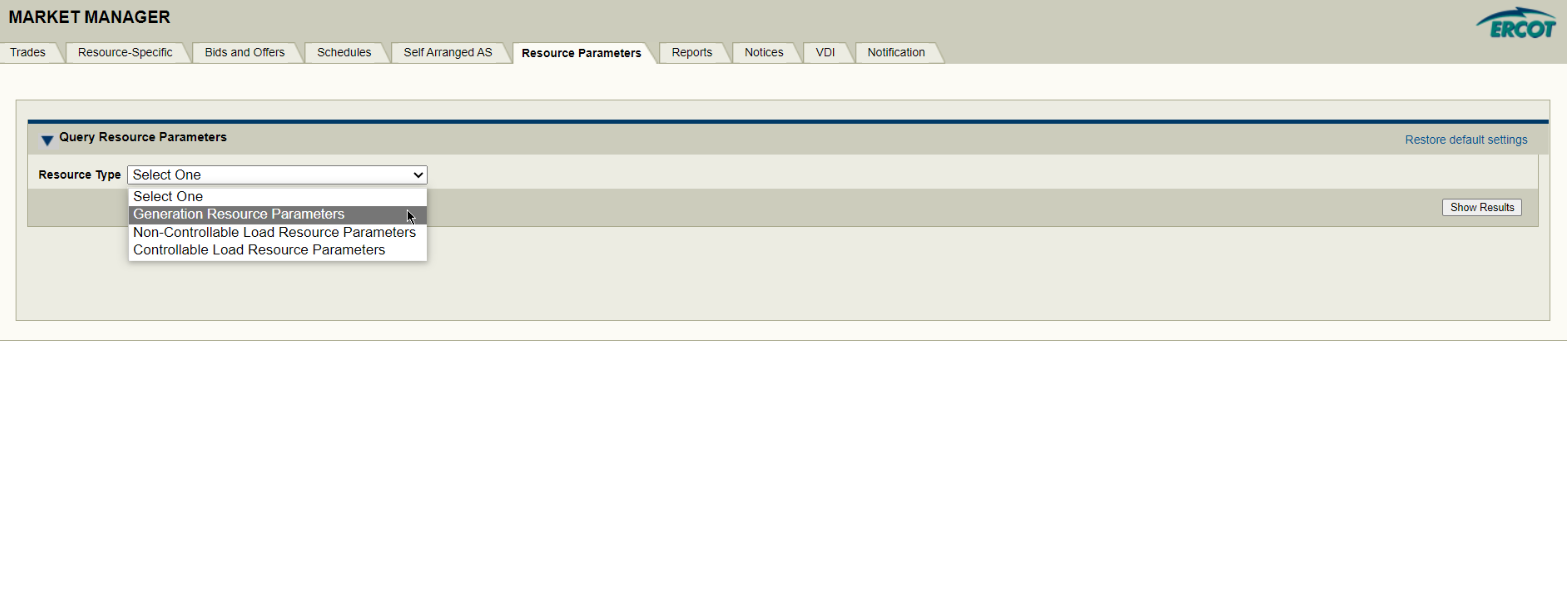 MARKET MANAGER
ERCOT
Trades Resource-Specific Bids and Offers Schedules Self Arranged AS Resource Parameters Reports Notices VDI Notification
Query Resource Parameters
Restore default settings
Resource Type Select One
Select One
Generation Resource Parameters
Show Results
Non-Controllable Load Resource Parameters
Controllable Load Resource Parameters